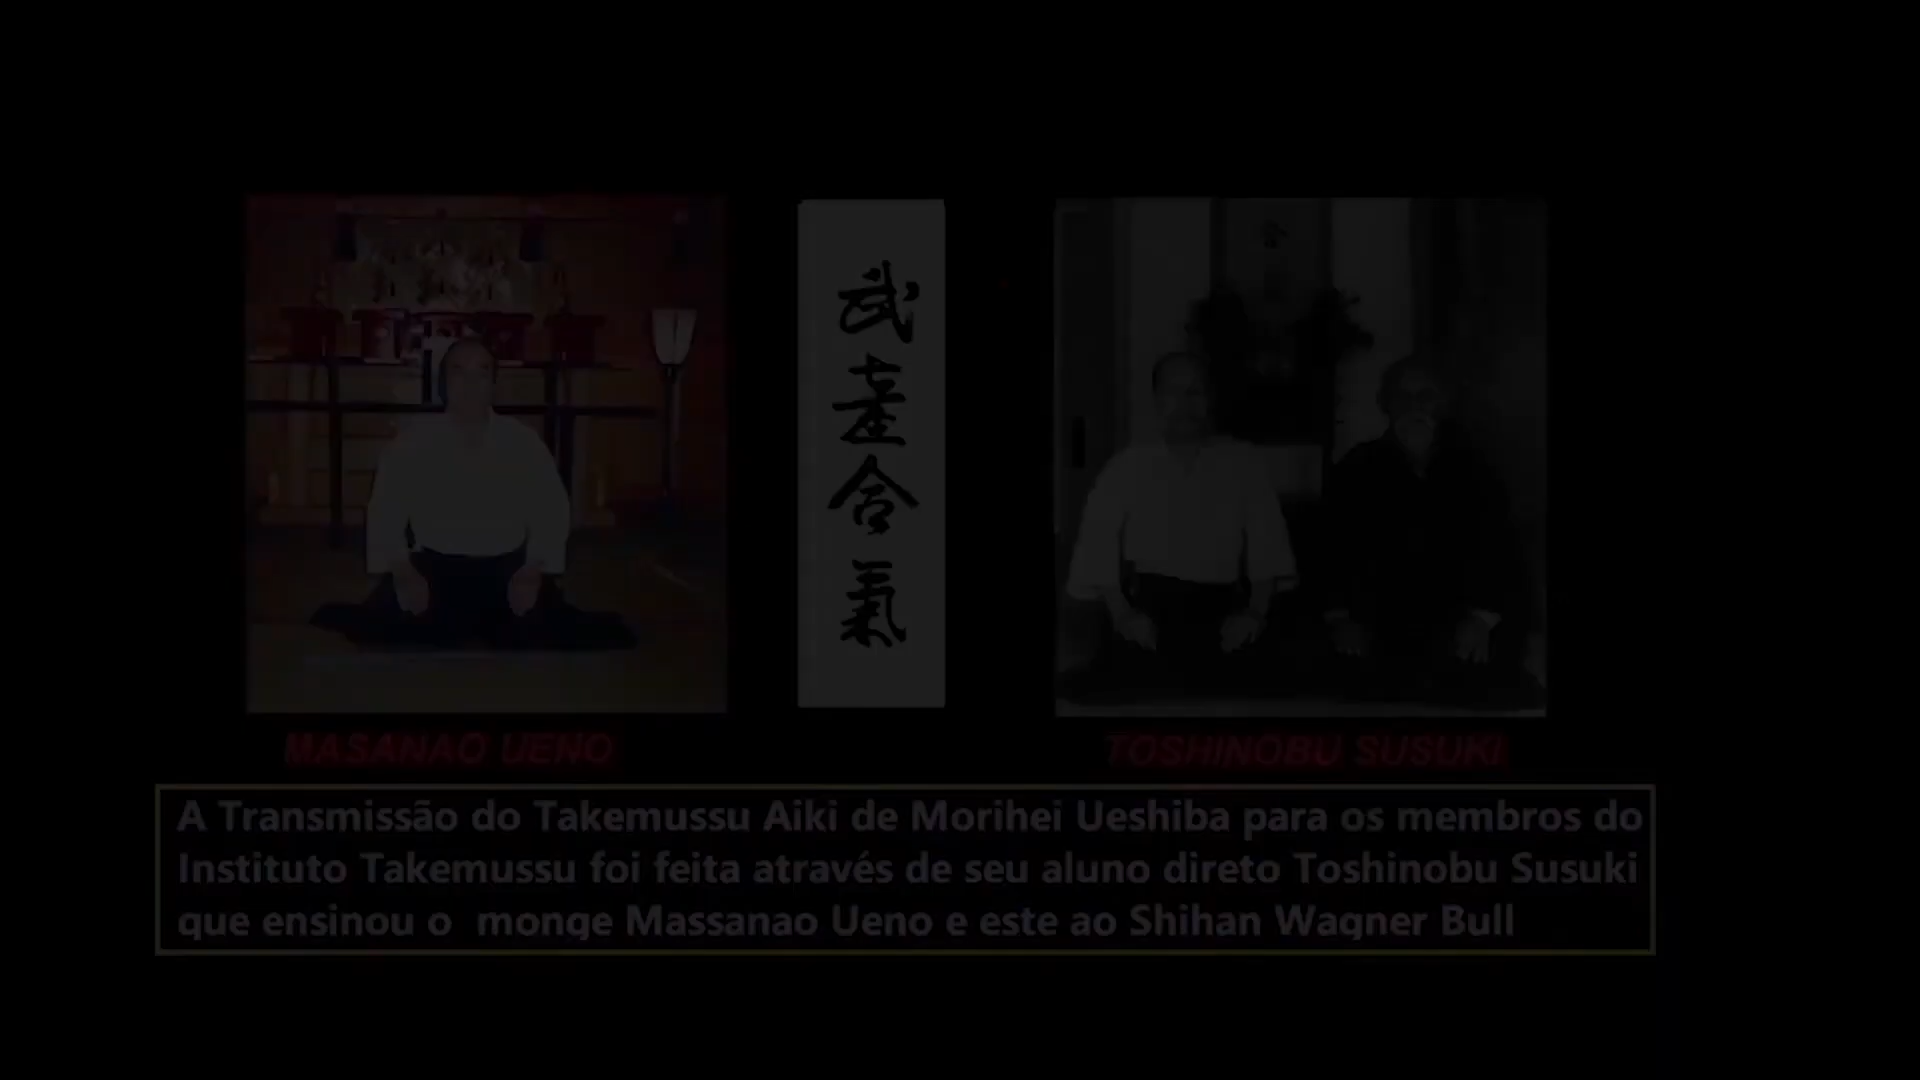 武
産
合
氣
MASANAO UENO
TOSHINOBU SUSUKI
A Transmissão do Takemussu Aiki de Morihei Ueshiba para os membros do
Instituto Takemussu foi feita através de seu aluno direto Toshinobu Susuki
que ensinou o monge Massanao Ueno e este ao Shihan Wagner Bull